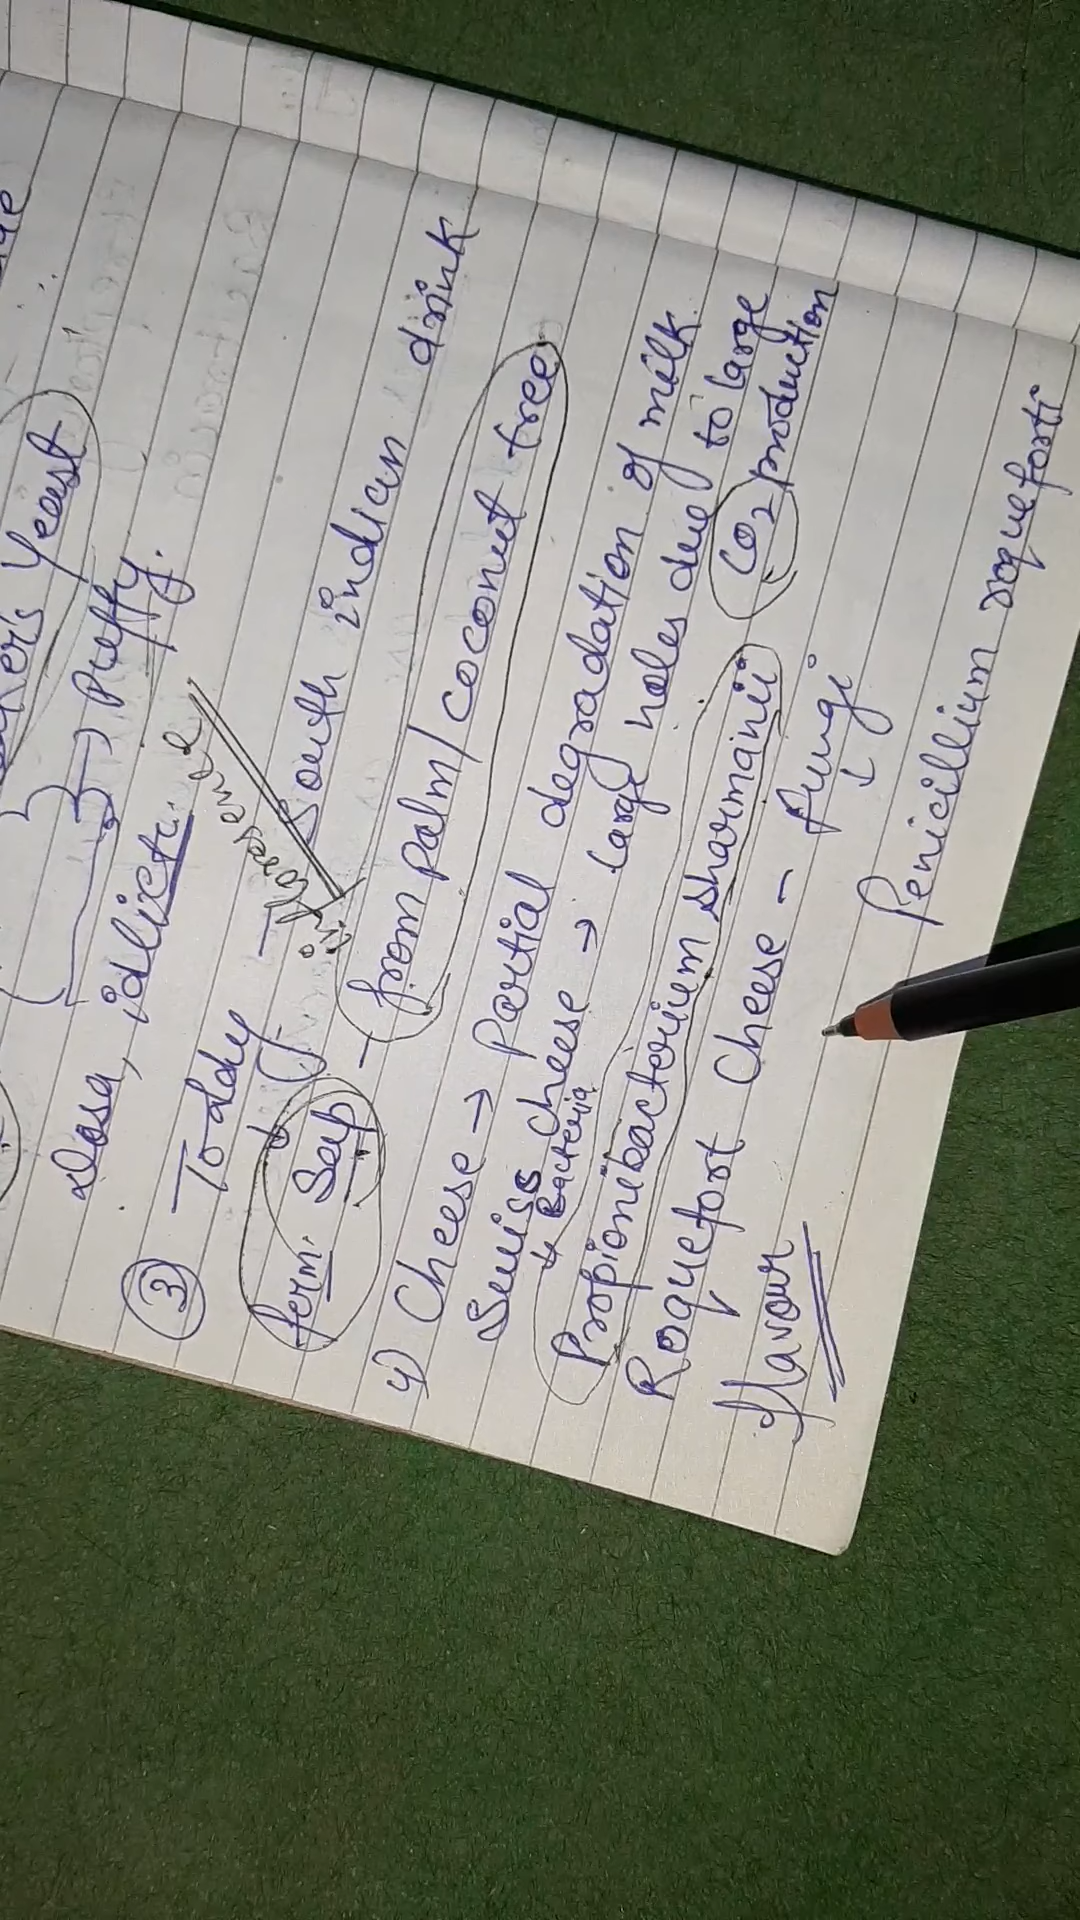 Baker's Yeast
Dosa, idli etc. } → Puffy.
③ Toddy - South indian drink
inflorescence
ferm. Sap - from palm/coconut tree
4) Cheese → Partial degradation of milk.
Swiss Cheese → large holes due to large
↳ Bacteria CO2 production
Propionibacterium sharmanii
Roquefort Cheese - fungi
flavour ↓
Penicillium roqueforti